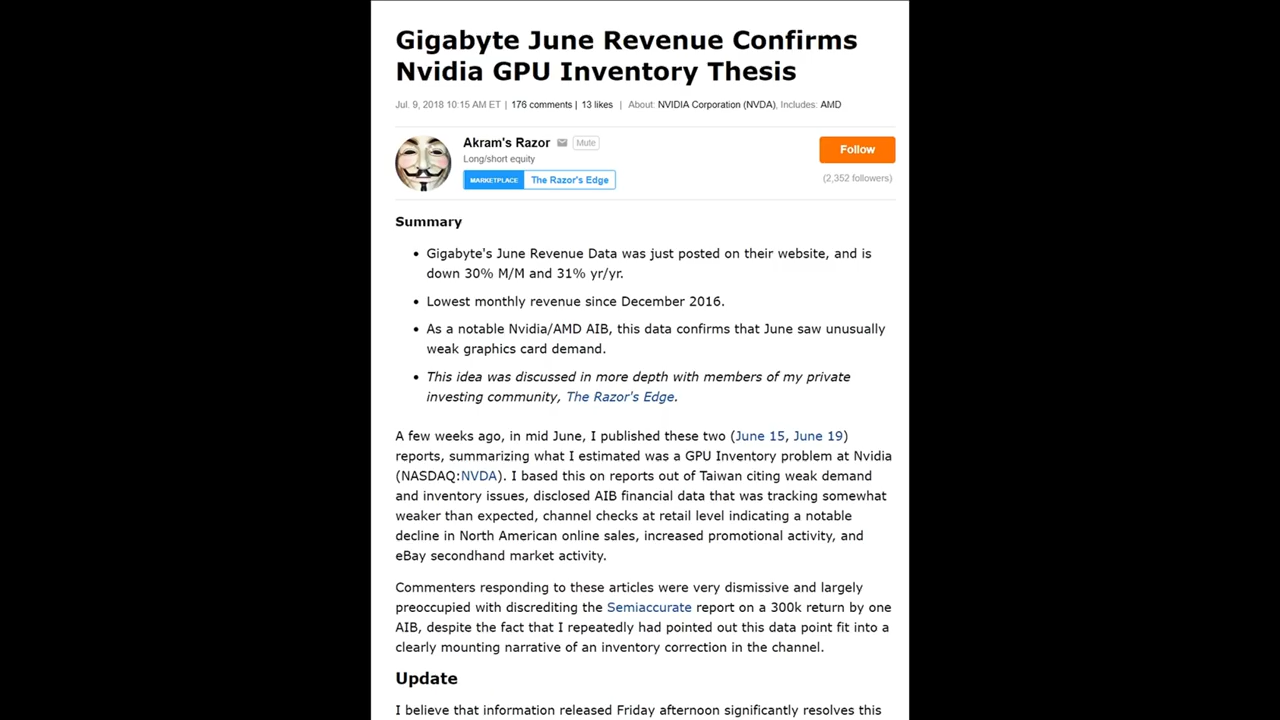 Gigabyte June Revenue Confirms
Nvidia GPU Inventory Thesis
Jul. 9, 2018 10:15 AM ET | 176 comments | 13 likes | About: NVIDIA Corporation (NVDA), Includes: AMD
Akram's Razor Mute
Long/short equity
MARKETPLACE The Razor's Edge
Follow
(2,352 followers)
Summary
• Gigabyte's June Revenue Data was just posted on their website, and is
down 30% M/M and 31% yr/yr.
• Lowest monthly revenue since December 2016.
• As a notable Nvidia/AMD AIB, this data confirms that June saw unusually
weak graphics card demand.
• This idea was discussed in more depth with members of my private
investing community, The Razor's Edge.
A few weeks ago, in mid June, I published these two (June 15, June 19)
reports, summarizing what I estimated was a GPU Inventory problem at Nvidia
(NASDAQ:NVDA). I based this on reports out of Taiwan citing weak demand
and inventory issues, disclosed AIB financial data that was tracking somewhat
weaker than expected, channel checks at retail level indicating a notable
decline in North American online sales, increased promotional activity, and
eBay secondhand market activity.
Commenters responding to these articles were very dismissive and largely
preoccupied with discrediting the Semiaccurate report on a 300k return by one
AIB, despite the fact that I repeatedly had pointed out this data point fit into a
clearly mounting narrative of an inventory correction in the channel.
Update
I believe that information released Friday afternoon significantly resolves this